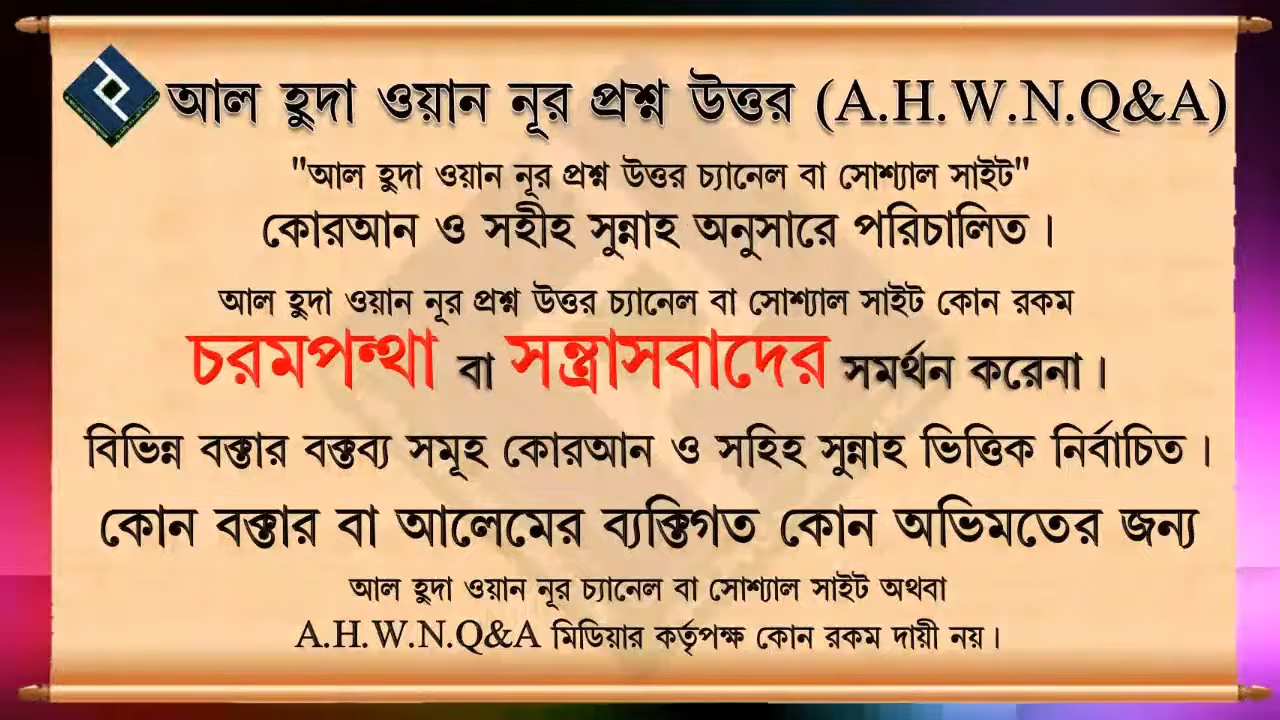 আল হুদা ওয়ান নূর প্রশ্ন উত্তর (A.H.W.N.Q&A)
"আল হুদা ওয়ান নূর প্রশ্ন উত্তর চ্যানেল বা সোশ্যাল সাইট"
কোরআন ও সহীহ সুন্নাহ অনুসারে পরিচালিত।
আল হুদা ওয়ান নূর প্রশ্ন উত্তর চ্যানেল বা সোশ্যাল সাইট কোন রকম
চরমপন্থা বা সন্ত্রাসবাদের সমর্থন করেনা।
বিভিন্ন বক্তার বক্তব্য সমূহ কোরআন ও সহিহ সুন্নাহ ভিত্তিক নির্বাচিত।
কোন বক্তার বা আলেমের ব্যক্তিগত কোন অভিমতের জন্য
আল হুদা ওয়ান নূর চ্যানেল বা সোশ্যাল সাইট অথবা
A.H.W.N.Q&A মিডিয়ার কর্তৃপক্ষ কোন রকম দায়ী নয়।